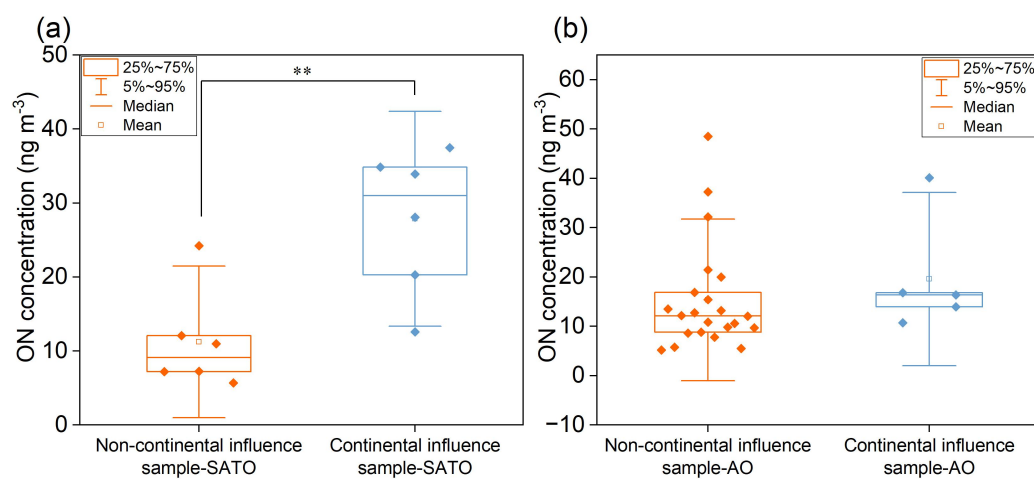 (a)
50
40
30
20
10
0
ON concentration (ng m⁻³)
25%~75%
5%~95%
Median
Mean
**
Non-continental influence
sample-SATO
Continental influence
sample-SATO
(b)
60
50
40
30
20
10
0
−10
ON concentration (ng m⁻³)
25%~75%
5%~95%
Median
Mean
Non-continental influence
sample-AO
Continental influence
sample-AO